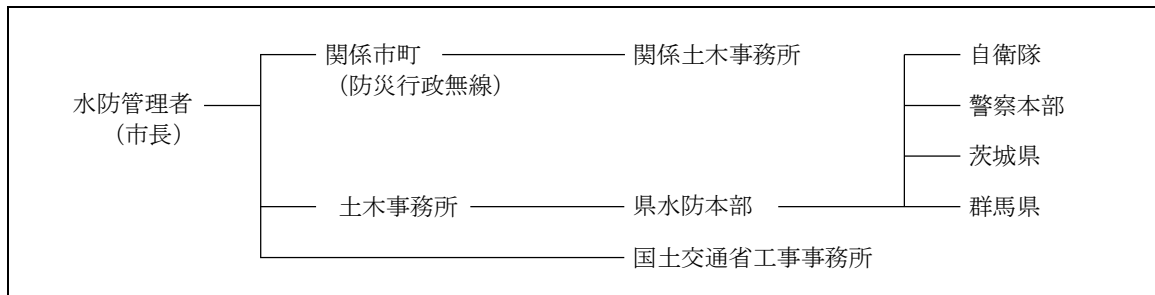 関係市町
（防災行政無線）
関係土木事務所
自衛隊
水防管理者
（市長）
警察本部
茨城県
土木事務所
県水防本部
群馬県
国土交通省工事事務所